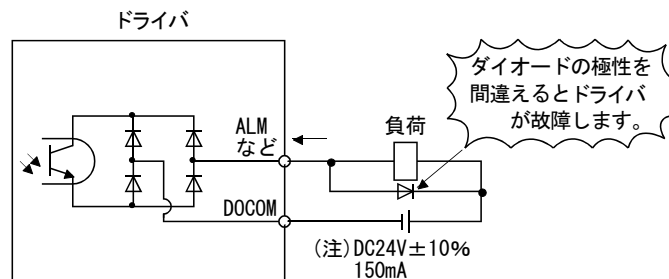 ドライバ
ALM
など
DOCOM
負荷
ダイオードの極性を
間違えるとドライバ
が故障します。
(注)DC24V±10%
150mA